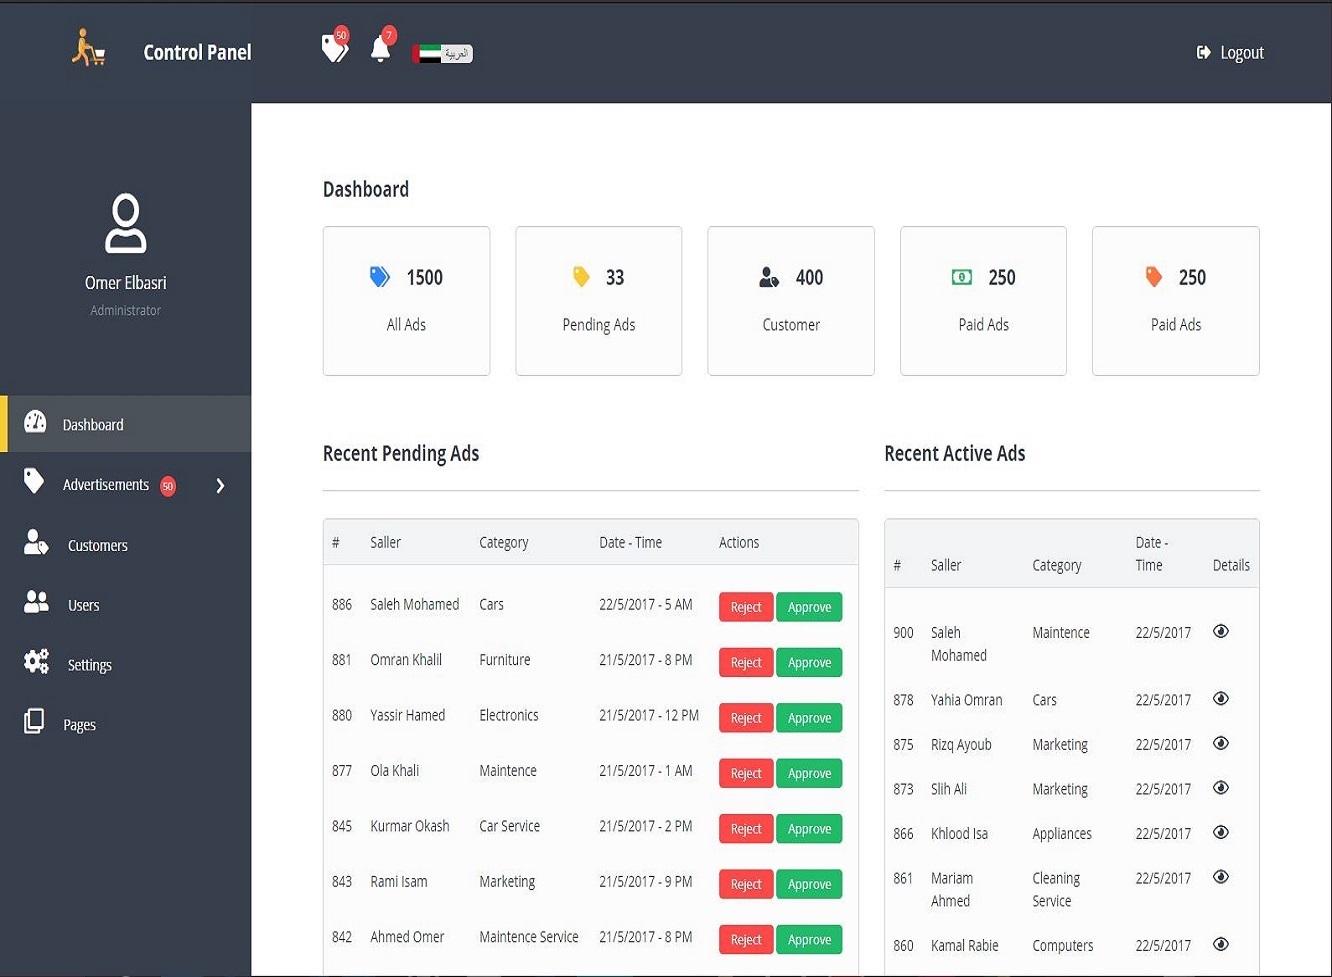 Control Panel
50
7
العربية
Logout
Omer Elbasri
Administrator
Dashboard
Advertisements 50
Customers
Users
Settings
Pages
Dashboard
1500
All Ads
33
Pending Ads
400
Customer
250
Paid Ads
250
Paid Ads
Recent Pending Ads
# Saller Category Date - Time Actions
886 Saleh Mohamed Cars 22/5/2017 - 5 AM Reject Approve
881 Omran Khalil Furniture 21/5/2017 - 8 PM Reject Approve
880 Yassir Hamed Electronics 21/5/2017 - 12 PM Reject Approve
877 Ola Khali Maintence 21/5/2017 - 1 AM Reject Approve
845 Kurmar Okash Car Service 21/5/2017 - 2 PM Reject Approve
843 Rami Isam Marketing 21/5/2017 - 9 PM Reject Approve
842 Ahmed Omer Maintence Service 21/5/2017 - 8 PM Reject Approve
Recent Active Ads
# Saller Category Date - Time Details
900 Saleh Mohamed Maintence 22/5/2017
878 Yahia Omran Cars 22/5/2017
875 Rizq Ayoub Marketing 22/5/2017
873 Slih Ali Marketing 22/5/2017
866 Khlood Isa Appliances 22/5/2017
861 Mariam Ahmed Cleaning Service 22/5/2017
860 Kamal Rabie Computers 22/5/2017